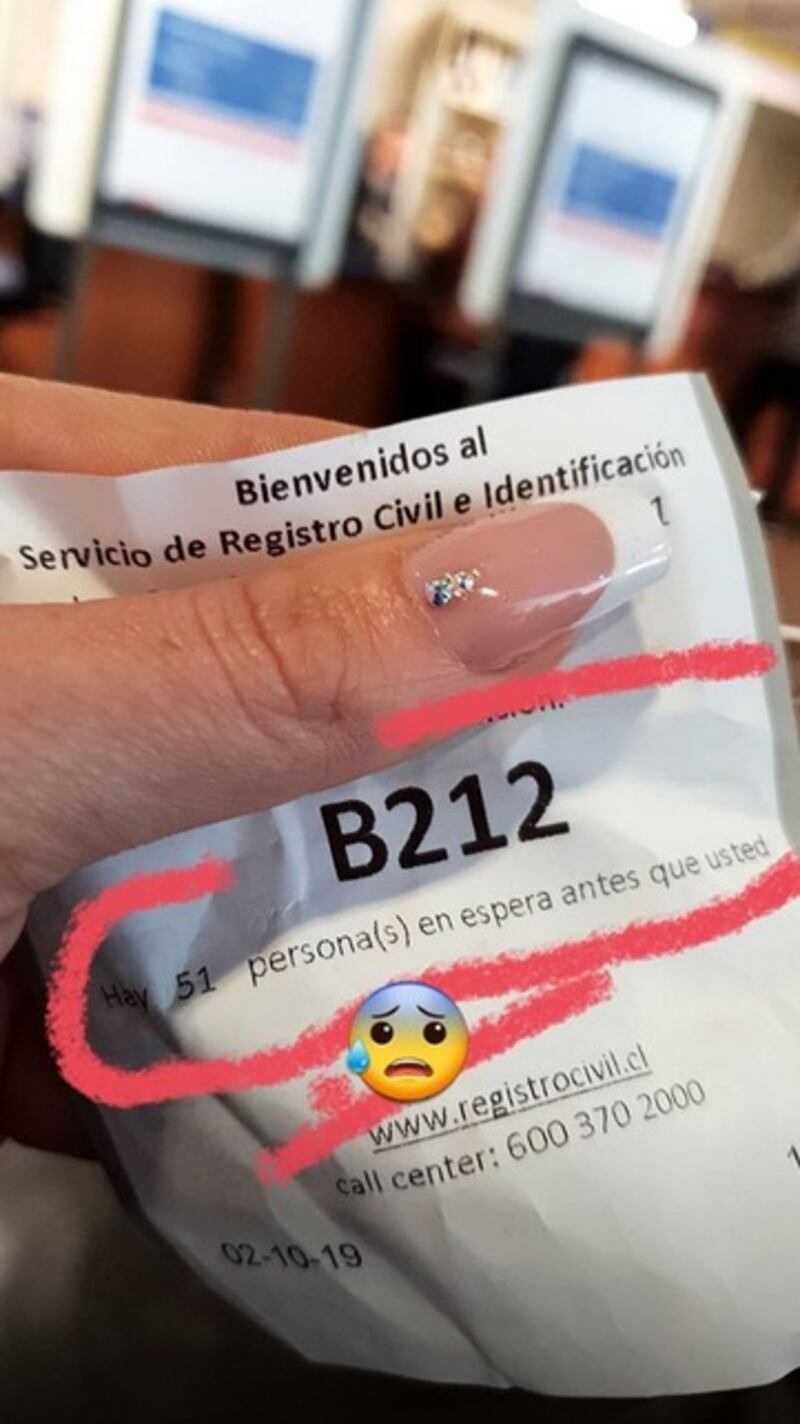 Bienvenidos al
Servicio de Registro Civil e Identificación
1
B212
Hay 51 persona(s) en espera antes que usted
www.registrocivil.cl
call center: 600 370 2000
02-10-19